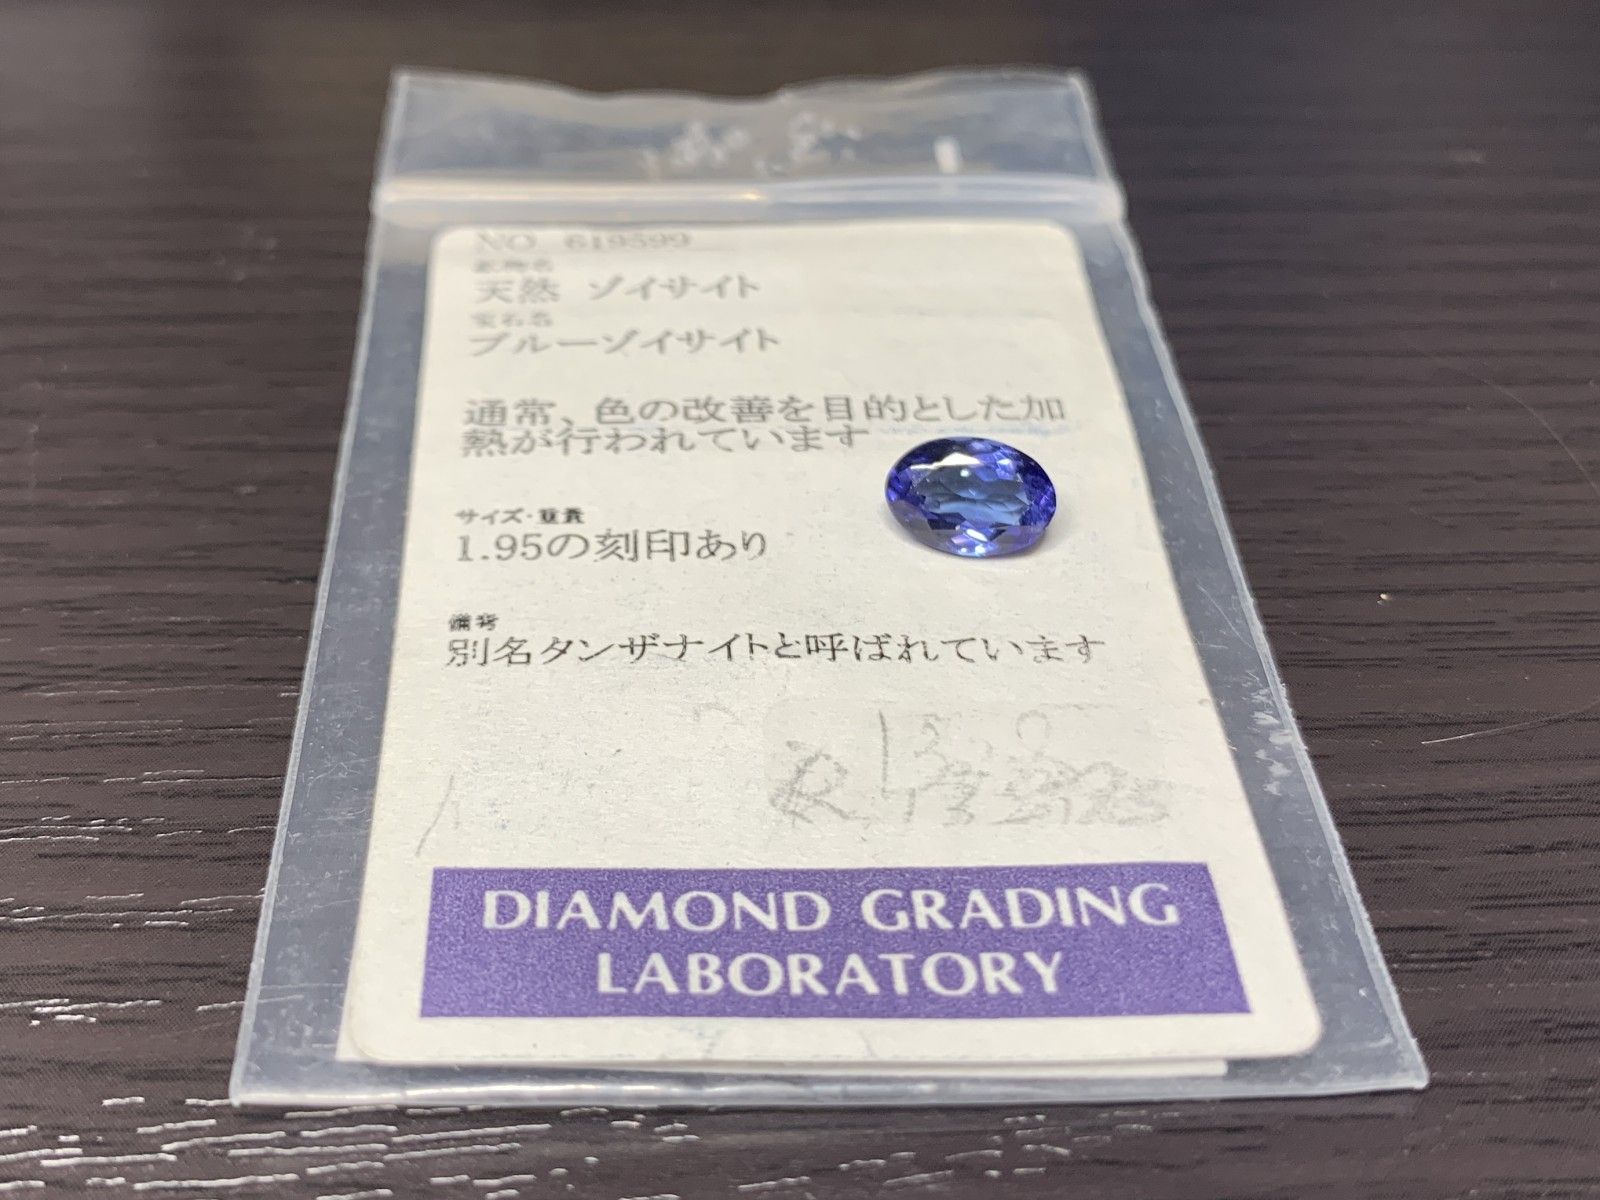 NO. 619599
鉱物名
天然 ゾイサイト
宝石名
ブルーゾイサイト
通常、色の改善を目的とした加
熱が行われています
サイズ・重量
1.95の刻印あり
備考
別名タンザナイトと呼ばれています
DIAMOND GRADING
LABORATORY